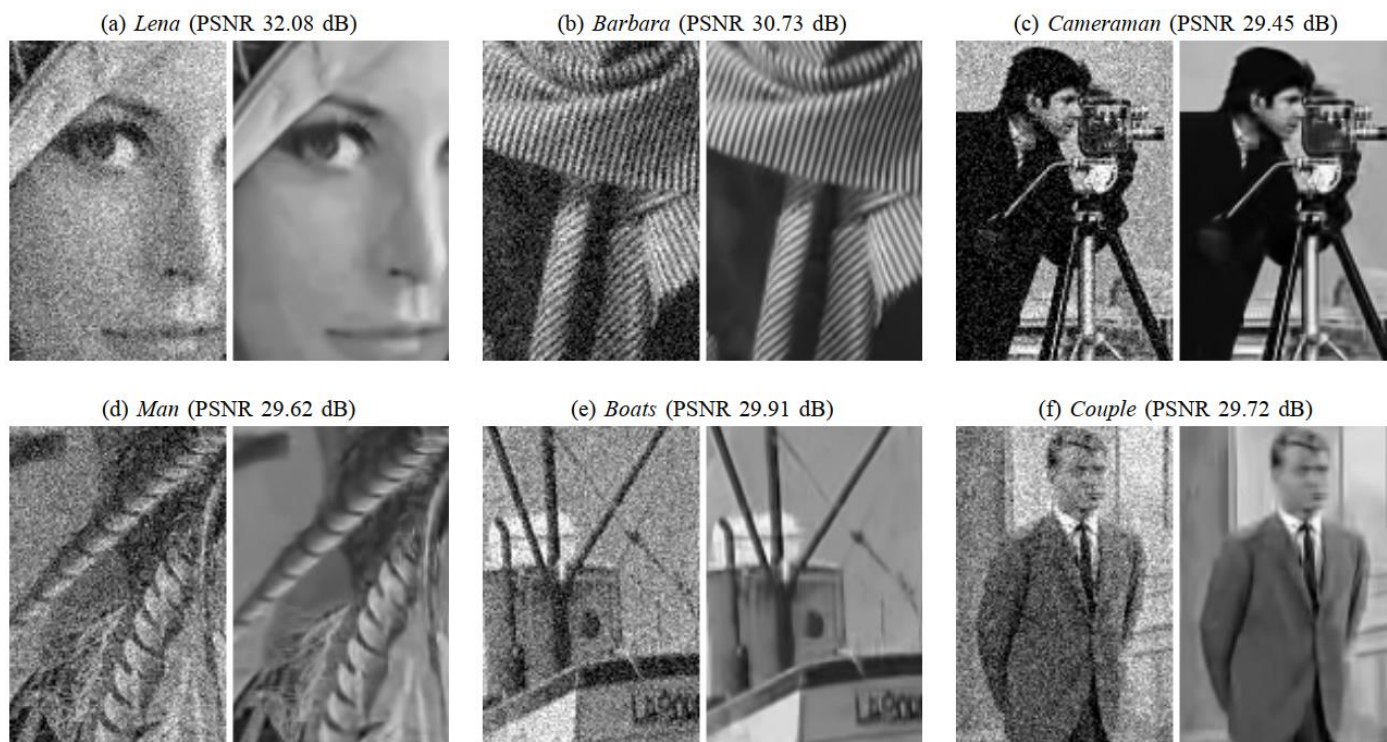 (a) Lena (PSNR 32.08 dB)
(b) Barbara (PSNR 30.73 dB)
(c) Cameraman (PSNR 29.45 dB)
(d) Man (PSNR 29.62 dB)
(e) Boats (PSNR 29.91 dB)
(f) Couple (PSNR 29.72 dB)